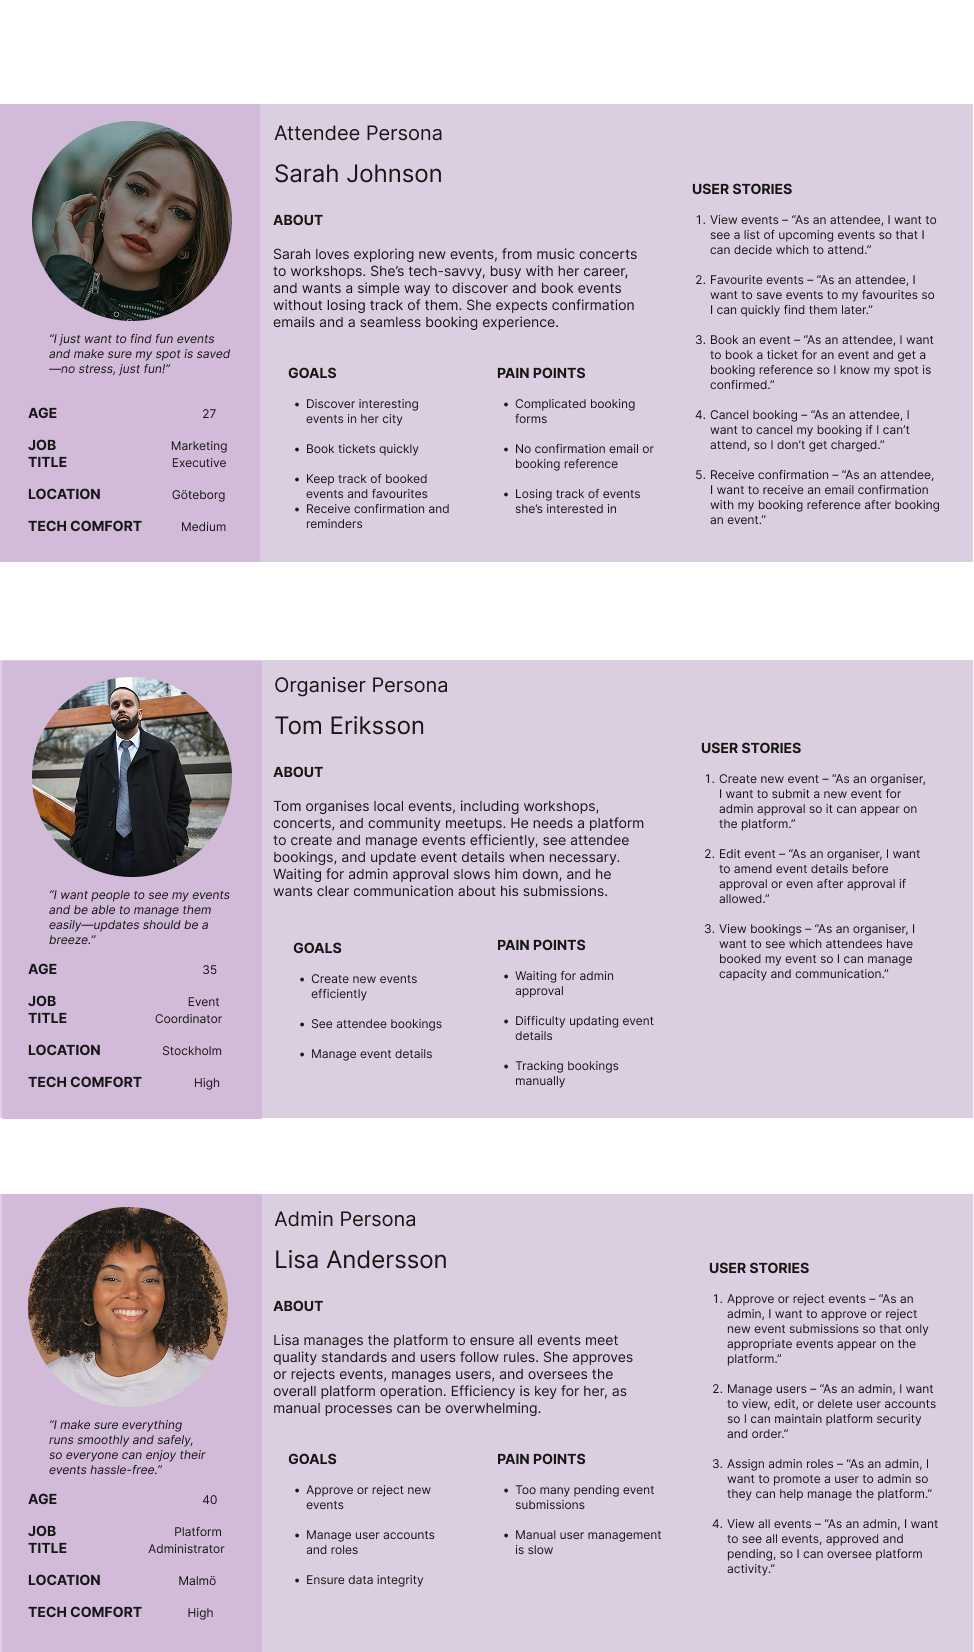 Attendee Persona
Sarah Johnson
ABOUT
Sarah loves exploring new events, from music concerts
to workshops. She’s tech-savvy, busy with her career,
and wants a simple way to discover and book events
without losing track of them. She expects confirmation
emails and a seamless booking experience.
“I just want to find fun events
and make sure my spot is saved
—no stress, just fun!”
AGE 27
JOB Marketing
TITLE Executive
LOCATION Göteborg
TECH COMFORT Medium
GOALS
• Discover interesting
events in her city
• Book tickets quickly
• Keep track of booked
events and favourites
• Receive confirmation and
reminders
PAIN POINTS
• Complicated booking
forms
• No confirmation email or
booking reference
• Losing track of events
she’s interested in
USER STORIES
1. View events – “As an attendee, I want to
see a list of upcoming events so that I
can decide which to attend.”
2. Favourite events – “As an attendee, I
want to save events to my favourites so
I can quickly find them later.”
3. Book an event – “As an attendee, I want
to book a ticket for an event and get a
booking reference so I know my spot is
confirmed.”
4. Cancel booking – “As an attendee, I
want to cancel my booking if I can’t
attend, so I don’t get charged.”
5. Receive confirmation – “As an attendee,
I want to receive an email confirmation
with my booking reference after booking
an event.”
Organiser Persona
Tom Eriksson
ABOUT
Tom organises local events, including workshops,
concerts, and community meetups. He needs a platform
to create and manage events efficiently, see attendee
bookings, and update event details when necessary.
Waiting for admin approval slows him down, and he
wants clear communication about his submissions.
“I want people to see my events
and be able to manage them
easily—updates should be a
breeze.”
AGE 35
JOB Event
TITLE Coordinator
LOCATION Stockholm
TECH COMFORT High
GOALS
• Create new events
efficiently
• See attendee bookings
• Manage event details
PAIN POINTS
• Waiting for admin
approval
• Difficulty updating event
details
• Tracking bookings
manually
USER STORIES
1. Create new event – “As an organiser,
I want to submit a new event for
admin approval so it can appear on
the platform.”
2. Edit event – “As an organiser, I want
to amend event details before
approval or even after approval if
allowed.”
3. View bookings – “As an organiser, I
want to see which attendees have
booked my event so I can manage
capacity and communication.”
Admin Persona
Lisa Andersson
ABOUT
Lisa manages the platform to ensure all events meet
quality standards and users follow rules. She approves
or rejects events, manages users, and oversees the
overall platform operation. Efficiency is key for her, as
manual processes can be overwhelming.
“I make sure everything
runs smoothly and safely,
so everyone can enjoy their
events hassle-free.”
AGE 40
JOB Platform
TITLE Administrator
LOCATION Malmö
TECH COMFORT High
GOALS
• Approve or reject new
events
• Manage user accounts
and roles
• Ensure data integrity
PAIN POINTS
• Too many pending event
submissions
• Manual user management
is slow
USER STORIES
1. Approve or reject events – “As an
admin, I want to approve or reject
new event submissions so that only
appropriate events appear on the
platform.”
2. Manage users – “As an admin, I want
to view, edit, or delete user accounts
so I can maintain platform security
and order.”
3. Assign admin roles – “As an admin, I
want to promote a user to admin so
they can help manage the platform.”
4. View all events – “As an admin, I want
to see all events, approved and
pending, so I can oversee platform
activity.”